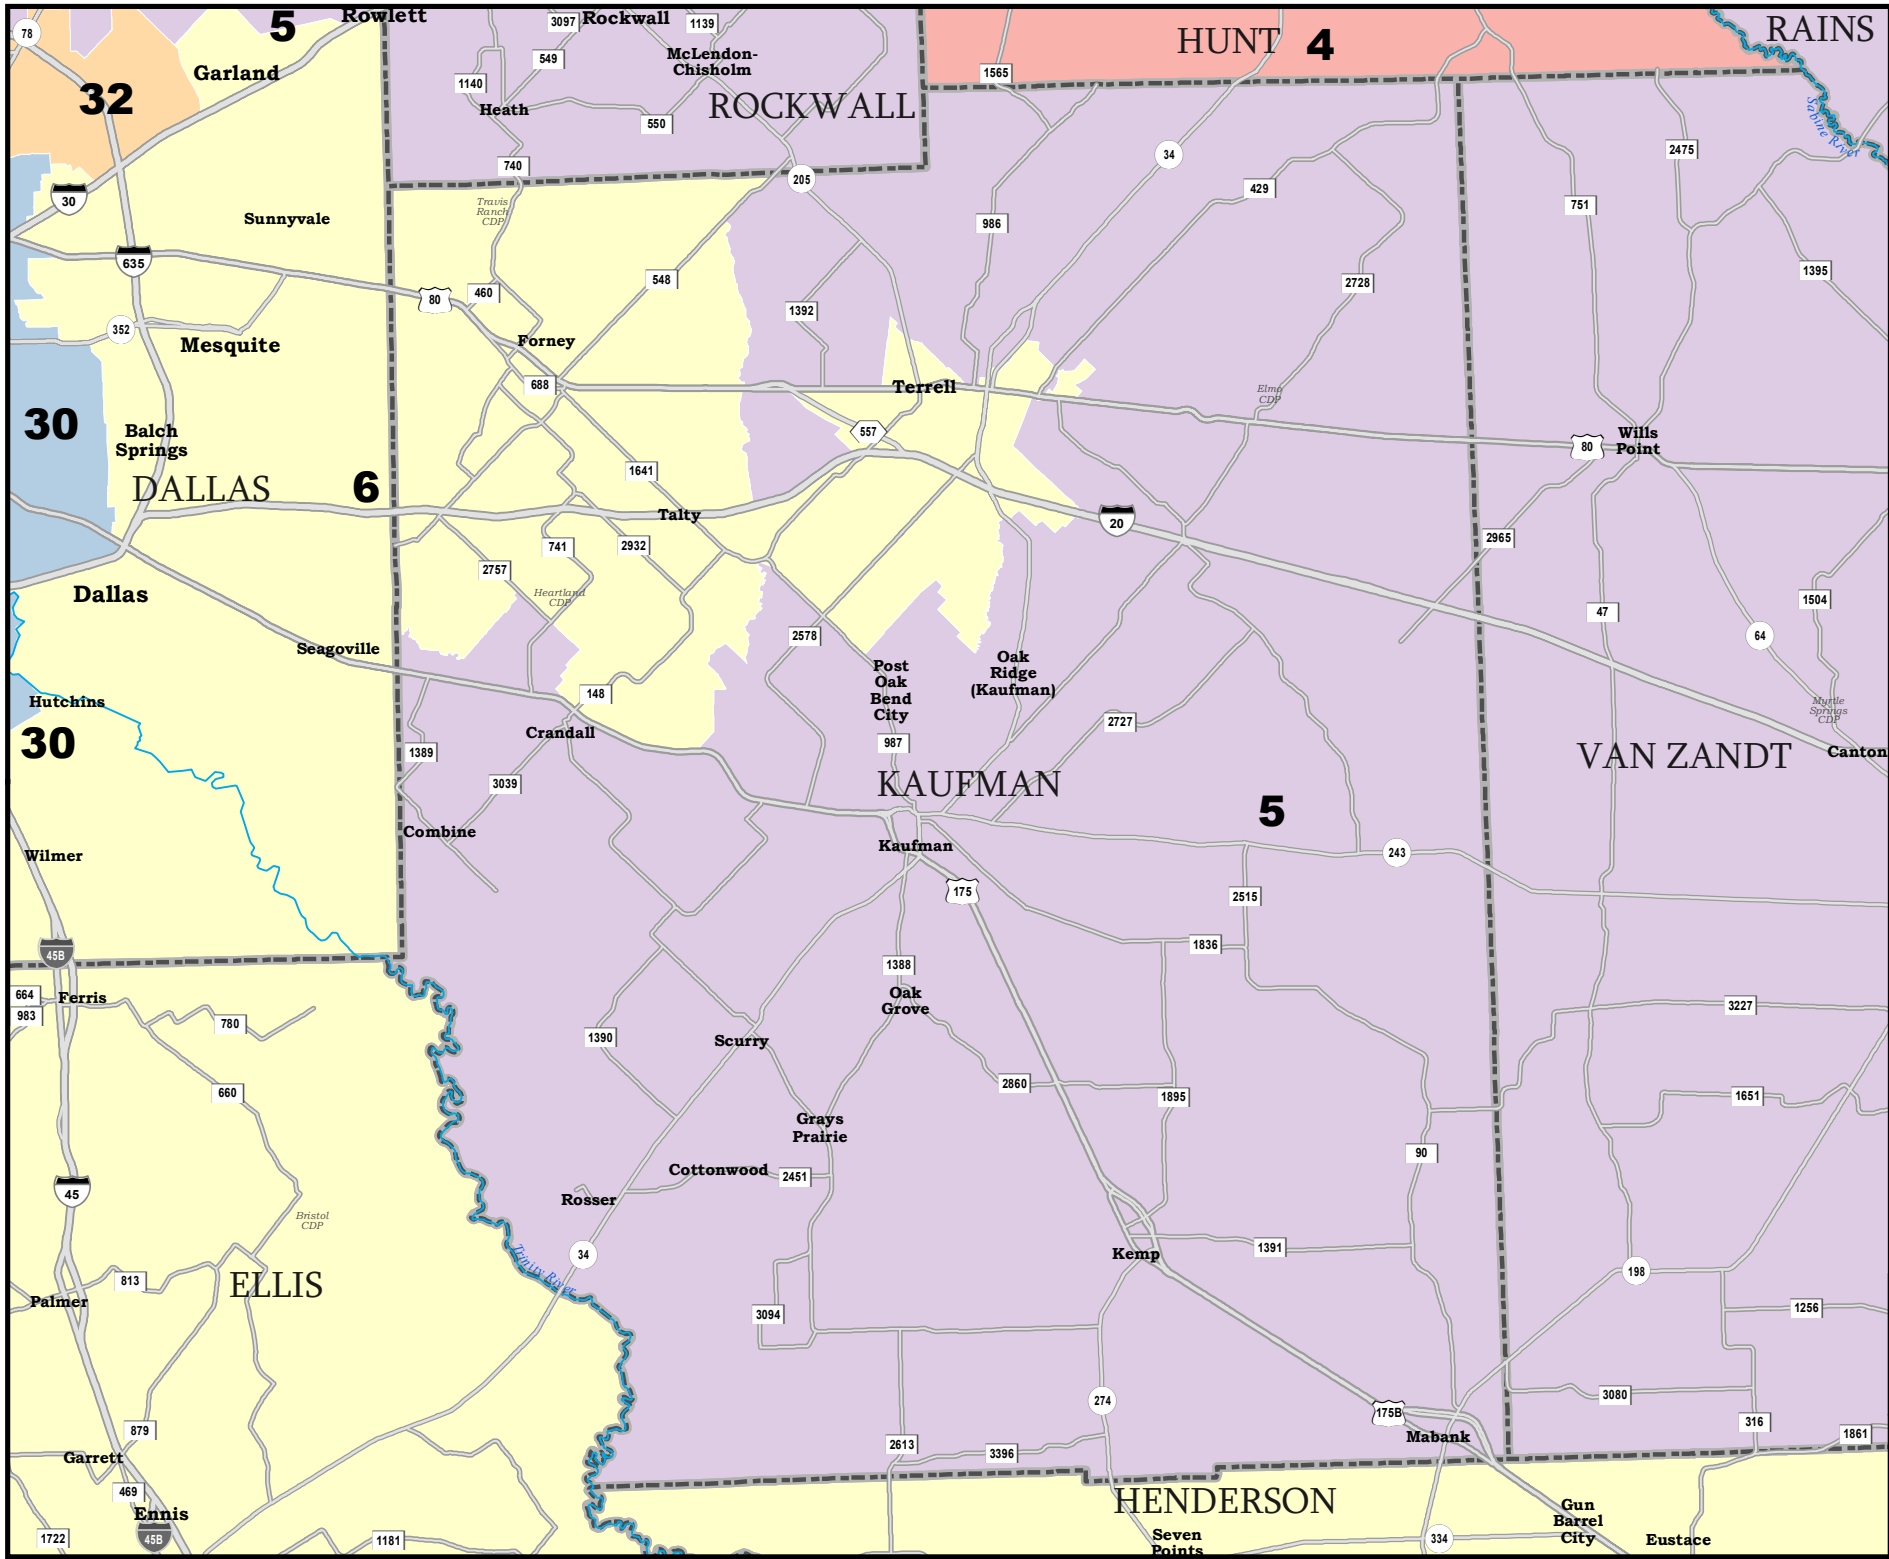 Rowlett
5
78
3097
Rockwall
1139
HUNT
4
RAINS
McLendon-
Chisholm
549
Garland
1140
1565
32
Heath
ROCKWALL
550
Sabine River
34
2475
740
205
429
30
Travis
Ranch
CDP
Sunnyvale
986
751
635
548
1395
80
460
2728
1392
352
Forney
Mesquite
688
Terrell
Elmo
CDP
30
Balch
Springs
557
80
Wills
Point
1641
6
DALLAS
Talty
20
2965
741
2932
2757
Dallas
Heartland
CDP
1504
47
2578
64
Seagoville
Post
Oak
Bend
City
Oak
Ridge
(Kaufman)
148
Hutchins
Myrtle
Springs
CDP
2727
Crandall
30
987
1389
VAN ZANDT
Canton
3039
KAUFMAN
5
Combine
Kaufman
243
Wilmer
175
2515
1836
45B
1388
664
Ferris
Oak
Grove
3227
983
780
1390
Scurry
2860
660
1895
1651
Grays
Prairie
90
Cottonwood
2451
45
Rosser
Bristol
CDP
34
Kemp
1391
Trinity River
198
813
ELLIS
Palmer
1256
3094
274
3080
175B
316
879
Mabank
1861
2613
3396
Garrett
469
HENDERSON
Ennis
Gun
Barrel
City
45B
1722
1181
Seven
Points
334
Eustace